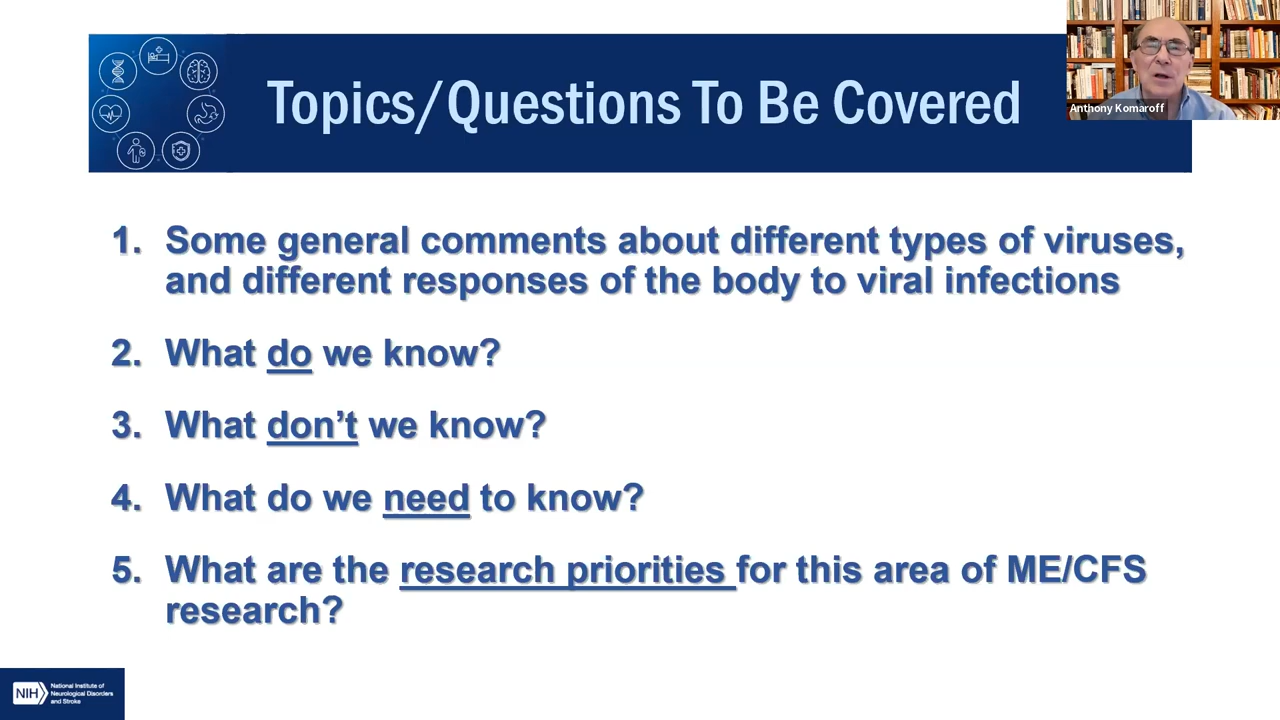 Topics/Questions To Be Covered
Anthony Komaroff
1. Some general comments about different types of viruses,
and different responses of the body to viral infections
2. What do we know?
3. What don't we know?
4. What do we need to know?
5. What are the research priorities for this area of ME/CFS
research?
NIH
National Institute of
Neurological Disorders
and Stroke